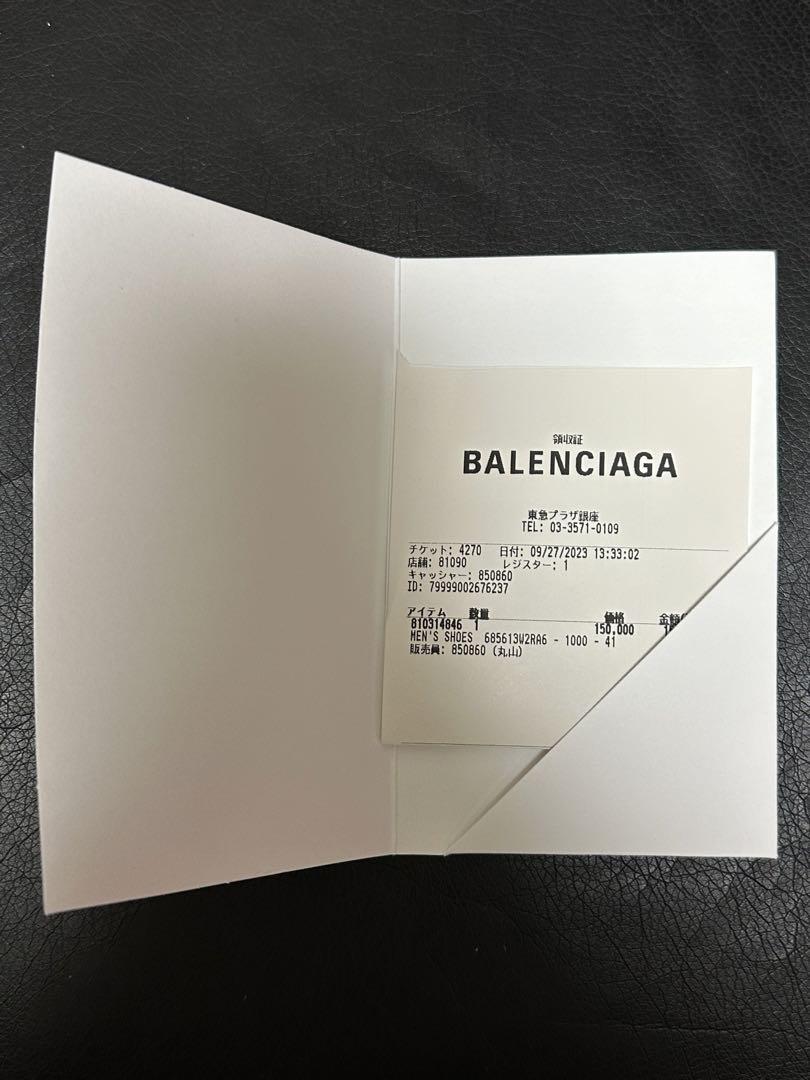 領収証
BALENCIAGA
東急プラザ銀座
TEL: 03-3571-0109
チケット: 4270 日付: 09/27/2023 13:33:02
店舗: 81090 レジスター: 1
キャッシャー: 850860
ID: 79999002676237
アイテム 数量 価格
810314846 1 150,000
MEN'S SHOES 685613W2RA6 - 1000 - 41
販売員: 850860 (丸山)